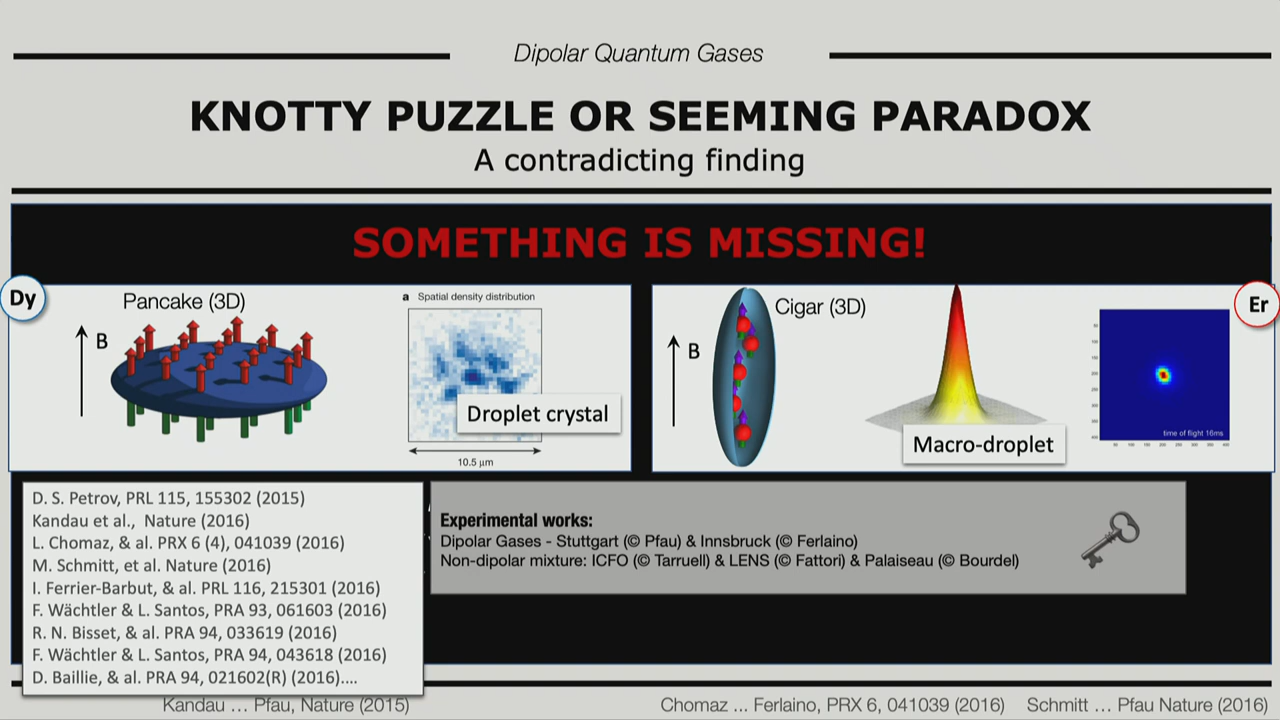 Dipolar Quantum Gases
KNOTTY PUZZLE OR SEEMING PARADOX
A contradicting finding
SOMETHING IS MISSING!
Dy
Pancake (3D)
B
a Spatial density distribution
Droplet crystal
10.5 μm
Cigar (3D)
B
Er
Macro-droplet
time of flight 16ms
D. S. Petrov, PRL 115, 155302 (2015)
Kandau et al., Nature (2016)
L. Chomaz, & al. PRX 6 (4), 041039 (2016)
M. Schmitt, et al. Nature (2016)
I. Ferrier-Barbut, & al. PRL 116, 215301 (2016)
F. Wächtler & L. Santos, PRA 93, 061603 (2016)
R. N. Bisset, & al. PRA 94, 033619 (2016)
F. Wächtler & L. Santos, PRA 94, 043618 (2016)
D. Baillie, & al. PRA 94, 021602(R) (2016)....
Experimental works:
Dipolar Gases - Stuttgart (© Pfau) & Innsbruck (© Ferlaino)
Non-dipolar mixture: ICFO (© Tarruell) & LENS (© Fattori) & Palaiseau (© Bourdel)
Kandau ... Pfau, Nature (2015)
Chomaz ... Ferlaino, PRX 6, 041039 (2016)
Schmitt ... Pfau Nature (2016)